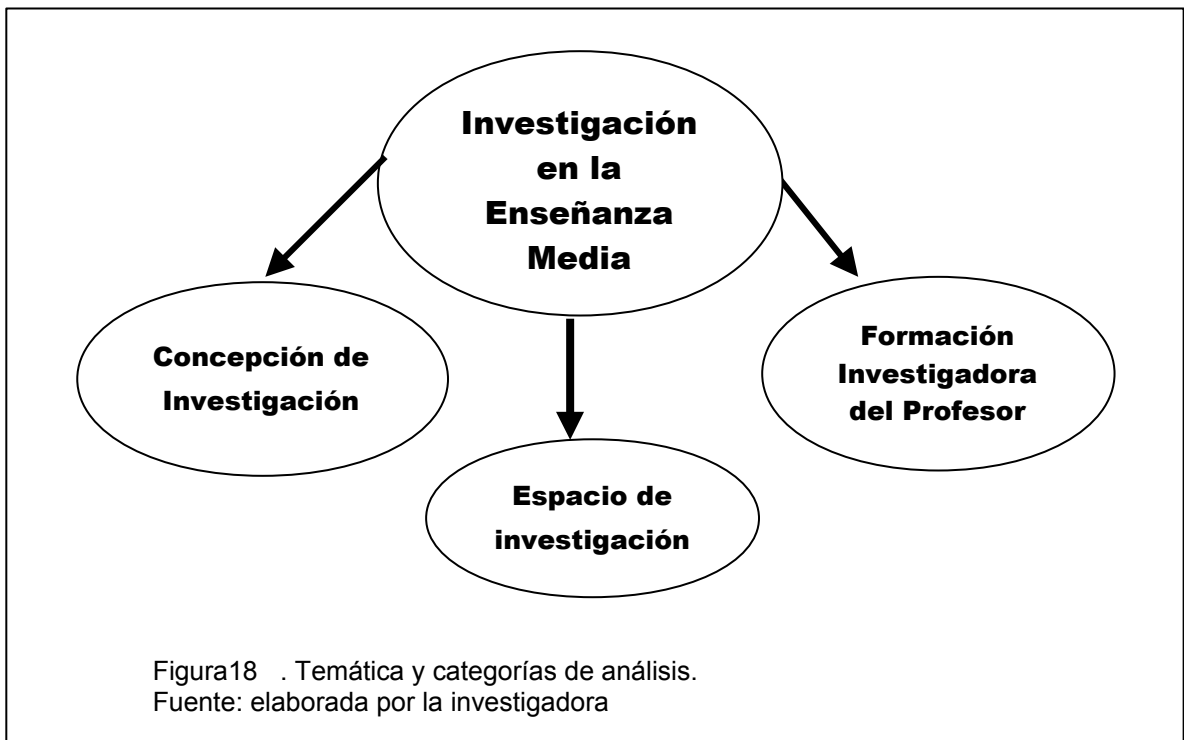 Investigación
en la
Enseñanza
Media
Concepción de
Investigación
Formación
Investigadora
del Profesor
Espacio de
investigación
Figura18 . Temática y categorías de análisis.
Fuente: elaborada por la investigadora